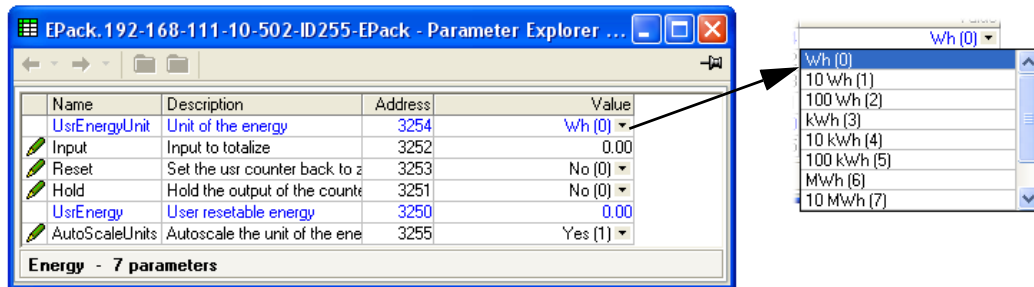 EPack.192-168-111-10-502-ID255-EPack - Parameter Explorer ...
Name Description Address Value
UsrEnergyUnit Unit of the energy 3254 Wh (0)
Input Input to totalize 3252 0.00
Reset Set the usr counter back to z 3253 No (0)
Hold Hold the output of the counte 3251 No (0)
UsrEnergy User resetable energy 3250 0.00
AutoScaleUnits Autoscale the unit of the ene 3255 Yes (1)
Energy - 7 parameters
Wh (0)
Wh (0)
10 Wh (1)
100 Wh (2)
kWh (3)
10 kWh (4)
100 kWh (5)
MWh (6)
10 MWh (7)